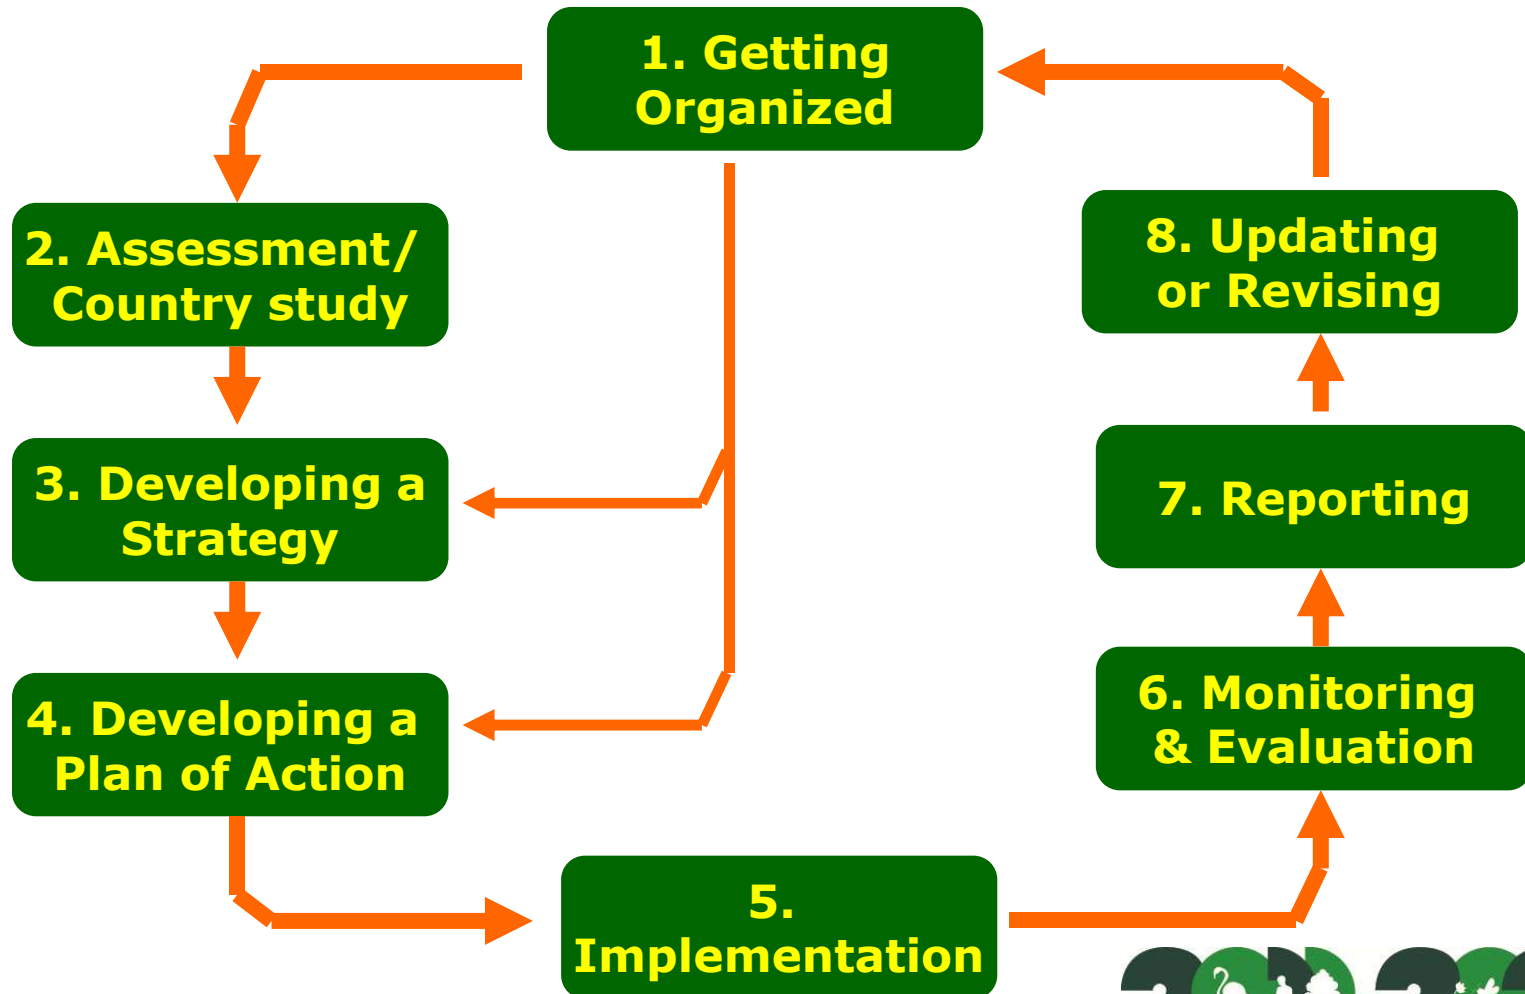 1. Getting
Organized
2. Assessment/
Country study
3. Developing a
Strategy
4. Developing a
Plan of Action
5.
Implementation
6. Monitoring
& Evaluation
7. Reporting
8. Updating
or Revising